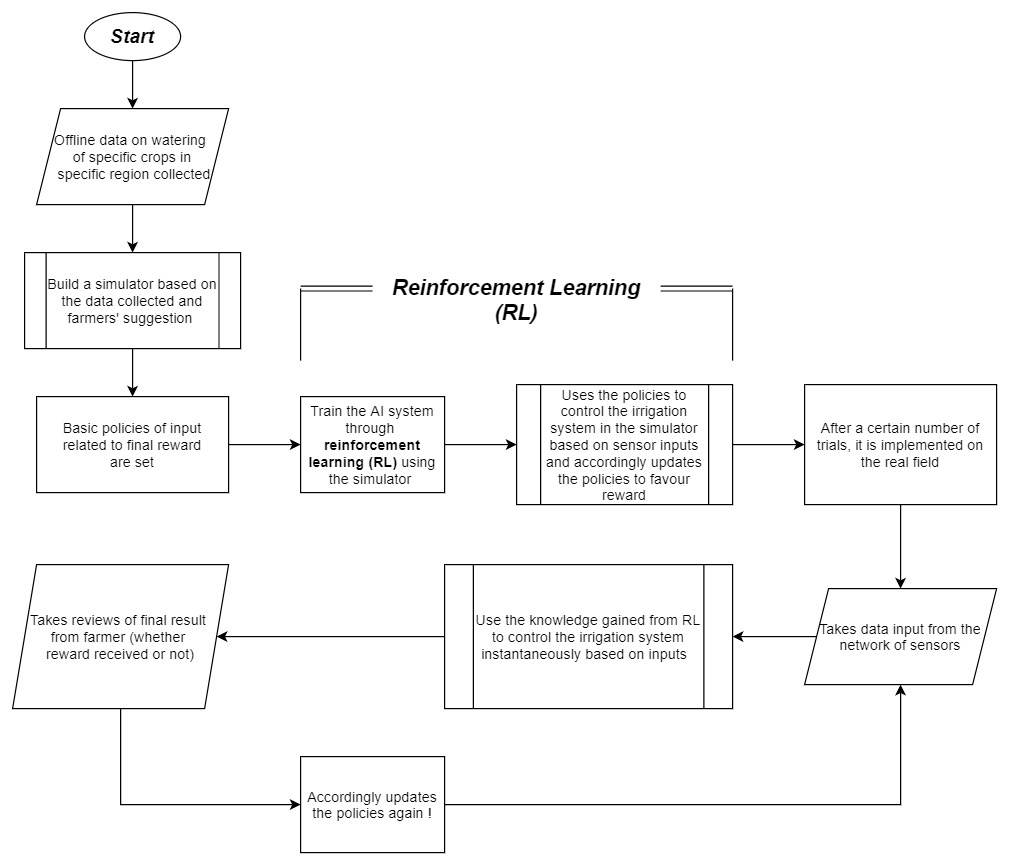 Start
Offline data on watering
of specific crops in
specific region collected
Build a simulator based on
the data collected and
farmers' suggestion
Reinforcement Learning
(RL)
Basic policies of input
related to final reward
are set
Train the AI system
through
reinforcement
learning (RL) using
the simulator
Uses the policies to
control the irrigation
system in the simulator
based on sensor inputs
and accordingly updates
the policies to favour
reward
After a certain number of
trials, it is implemented on
the real field
Takes data input from the
network of sensors
Use the knowledge gained from RL
to control the irrigation system
instantaneously based on inputs
Takes reviews of final result
from farmer (whether
reward received or not)
Accordingly updates
the policies again !